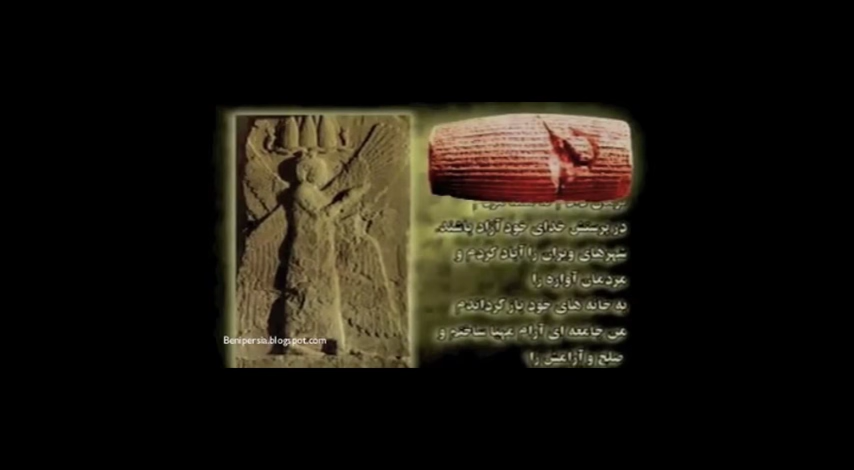 در پرستش خدای خود آزاد باشند.
شهرهای ویران را آباد کردم و
مردمان آواره را
به خانه های خود باز گرداندم
من جامعه ای آرام مهیا ساختم و
صلح و آرامش را
Benipersia.blogspot.com